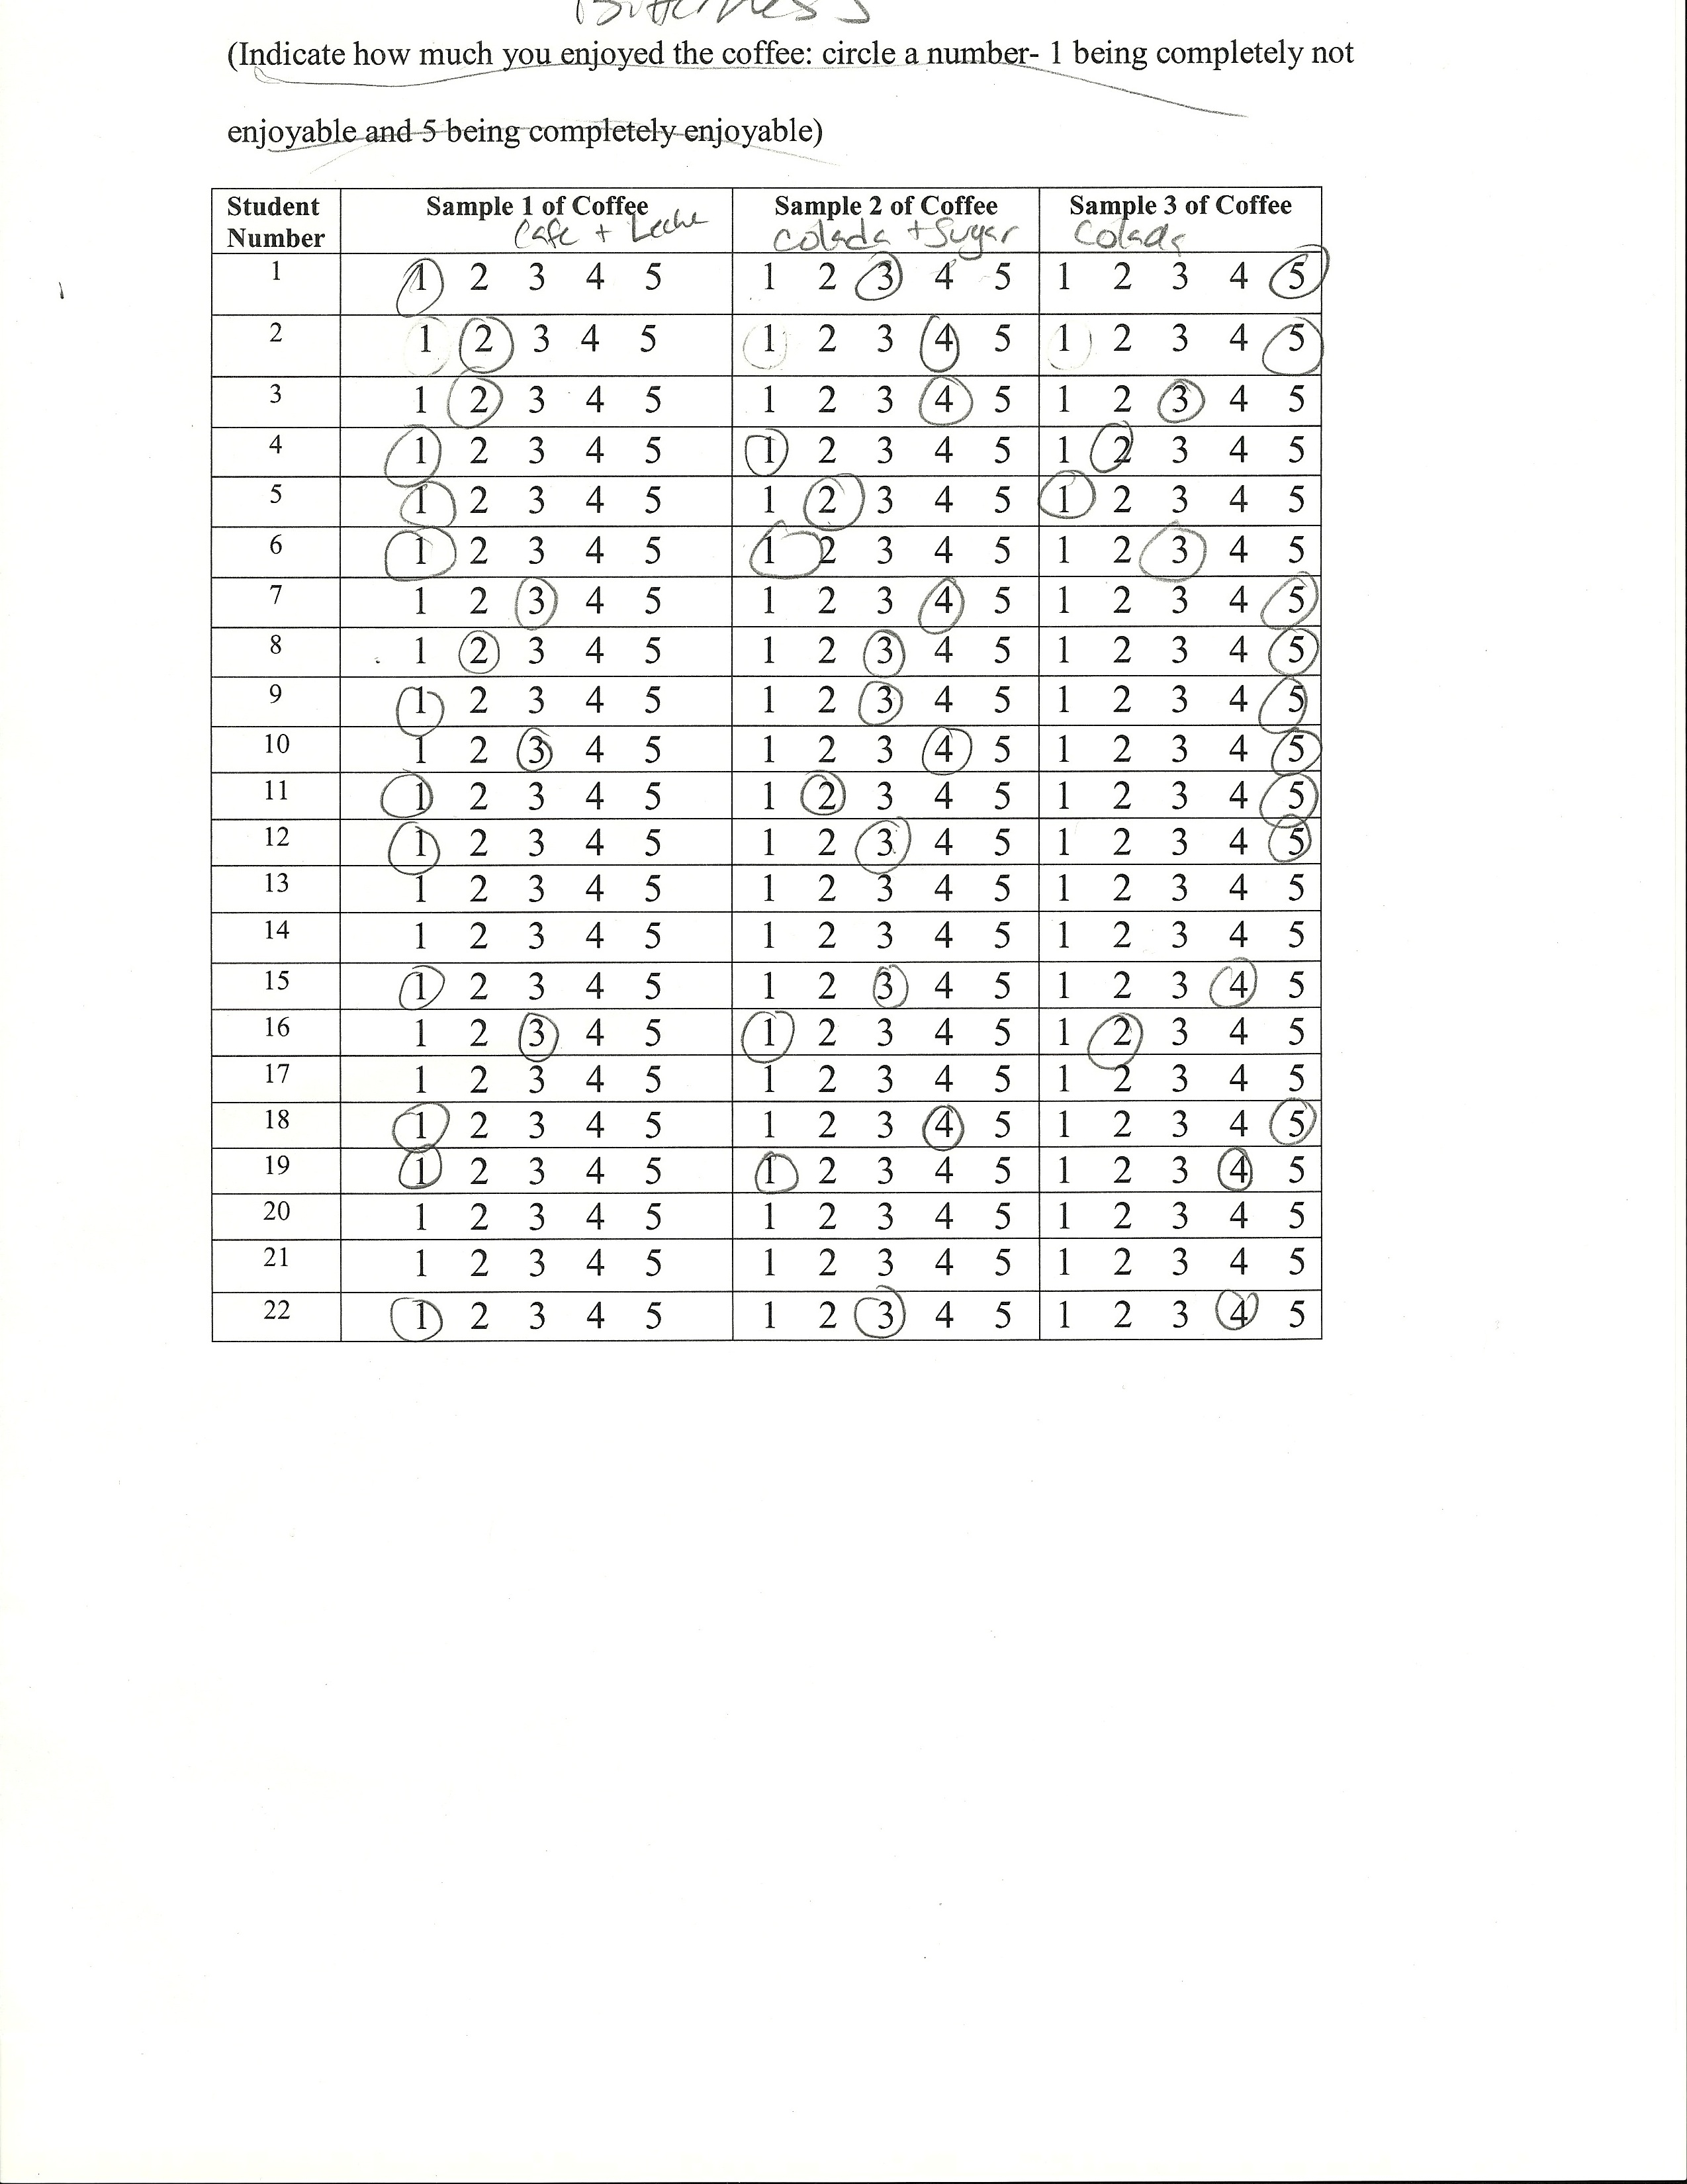 Bitterness
(Indicate how much you enjoyed the coffee: circle a number- 1 being completely not
enjoyable and 5 being completely enjoyable)
Student Number Sample 1 of Coffee Sample 2 of Coffee Sample 3 of Coffee
Cafe + Leche Colada + Sugar Colada
1 1 2 3 4 5 1 2 3 4 5 1 2 3 4 5
2 1 2 3 4 5 1 2 3 4 5 1 2 3 4 5
3 1 2 3 4 5 1 2 3 4 5 1 2 3 4 5
4 1 2 3 4 5 1 2 3 4 5 1 2 3 4 5
5 1 2 3 4 5 1 2 3 4 5 1 2 3 4 5
6 1 2 3 4 5 1 2 3 4 5 1 2 3 4 5
7 1 2 3 4 5 1 2 3 4 5 1 2 3 4 5
8 1 2 3 4 5 1 2 3 4 5 1 2 3 4 5
9 1 2 3 4 5 1 2 3 4 5 1 2 3 4 5
10 1 2 3 4 5 1 2 3 4 5 1 2 3 4 5
11 1 2 3 4 5 1 2 3 4 5 1 2 3 4 5
12 1 2 3 4 5 1 2 3 4 5 1 2 3 4 5
13 1 2 3 4 5 1 2 3 4 5 1 2 3 4 5
14 1 2 3 4 5 1 2 3 4 5 1 2 3 4 5
15 1 2 3 4 5 1 2 3 4 5 1 2 3 4 5
16 1 2 3 4 5 1 2 3 4 5 1 2 3 4 5
17 1 2 3 4 5 1 2 3 4 5 1 2 3 4 5
18 1 2 3 4 5 1 2 3 4 5 1 2 3 4 5
19 1 2 3 4 5 1 2 3 4 5 1 2 3 4 5
20 1 2 3 4 5 1 2 3 4 5 1 2 3 4 5
21 1 2 3 4 5 1 2 3 4 5 1 2 3 4 5
22 1 2 3 4 5 1 2 3 4 5 1 2 3 4 5